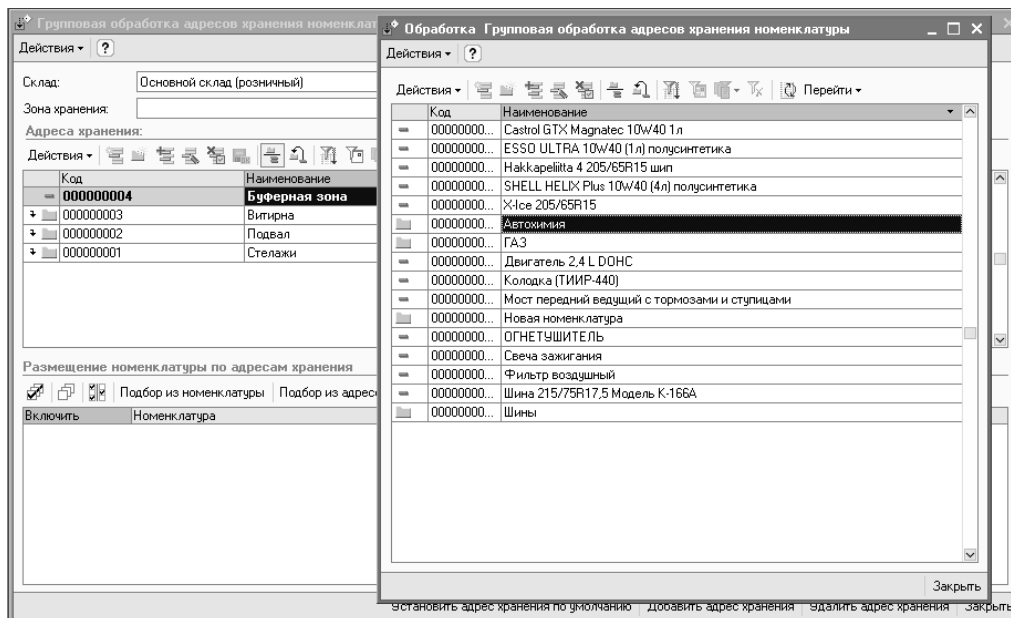 Групповая обработка адресов хранения номенклат
Действия ?
Склад: Основной склад (розничный)
Зона хранения:
Адреса хранения:
Действия
Код Наименование
000000004 Буферная зона
000000003 Витирна
000000002 Подвал
000000001 Стелажи
Размещение номенклатуры по адресам хранения
Подбор из номенклатуры Подбор из адрес
Включить Номенклатура
Установить адрес хранения по умолчанию Добавить адрес хранения Удалить адрес хранения Закрыть
Обработка Групповая обработка адресов хранения номенклатуры
Действия ?
Действия Перейти
Код Наименование
00000000... Castrol GTX Magnatec 10W40 1л
00000000... ESSO ULTRA 10W40 (1л) полусинтетика
00000000... Hakkapeliitta 4 205/65R15 шип
00000000... SHELL HELIX Plus 10W40 (4л) полусинтетика
00000000... X-Ice 205/65R15
00000000... Автохимия
00000000... ГАЗ
00000000... Двигатель 2,4 L DOHC
00000000... Колодка (ТИИР-440)
00000000... Мост передний ведущий с тормозами и ступицами
00000000... Новая номенклатура
00000000... ОГНЕТУШИТЕЛЬ
00000000... Свеча зажигания
00000000... Фильтр воздушный
00000000... Шина 215/75R17,5 Модель К-166А
00000000... Шины
Закрыть